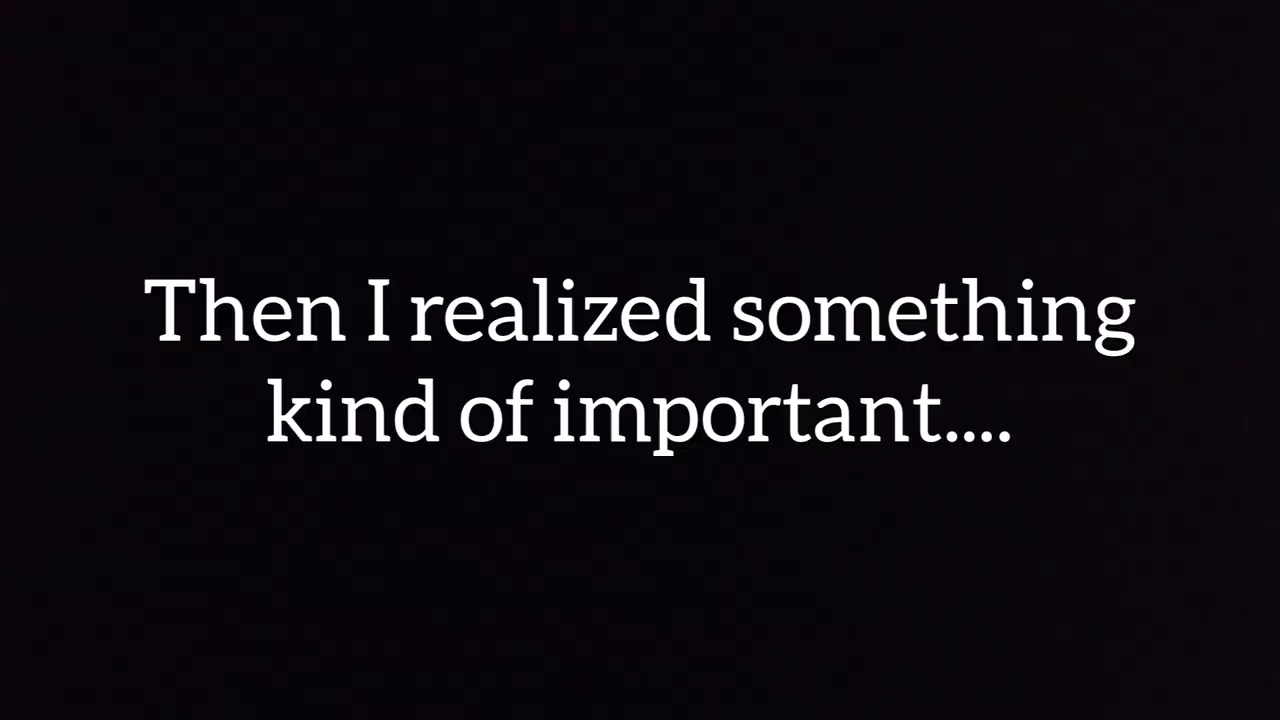 Then I realized something
kind of important....